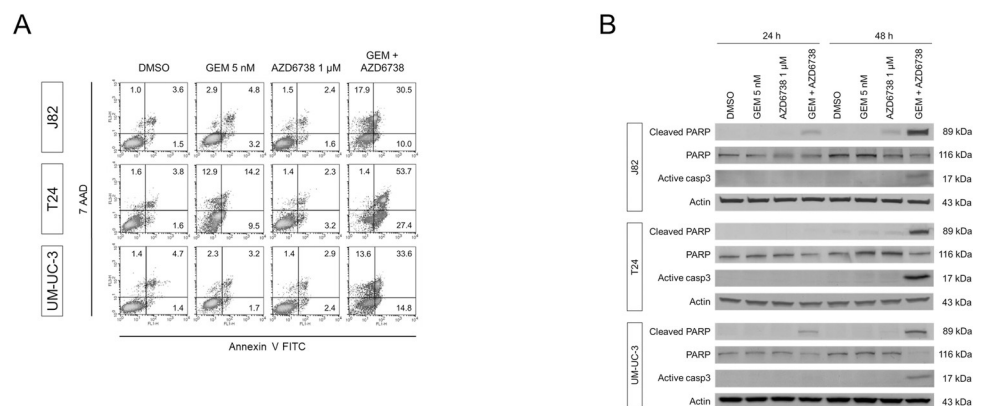 A
DMSO
GEM 5 nM
AZD6738 1 µM
GEM +
AZD6738
J82
1.0 3.6
1.5
2.9 4.8
3.2
1.5 2.4
1.6
17.9 30.5
10.0
T24
1.6 3.8
1.6
12.9 14.2
9.5
1.4 2.3
3.2
1.4 53.7
27.4
UM-UC-3
1.4 4.7
1.4
2.3 3.2
1.7
1.4 2.9
2.4
13.6 33.6
14.8
7 AAD
Annexin V FITC
B
24 h 48 h
DMSO
GEM 5 nM
AZD6738 1 µM
GEM + AZD6738
DMSO
GEM 5 nM
AZD6738 1 µM
GEM + AZD6738
J82
Cleaved PARP 89 kDa
PARP 116 kDa
Active casp3 17 kDa
Actin 43 kDa
T24
Cleaved PARP 89 kDa
PARP 116 kDa
Active casp3 17 kDa
Actin 43 kDa
UM-UC-3
Cleaved PARP 89 kDa
PARP 116 kDa
Active casp3 17 kDa
Actin 43 kDa